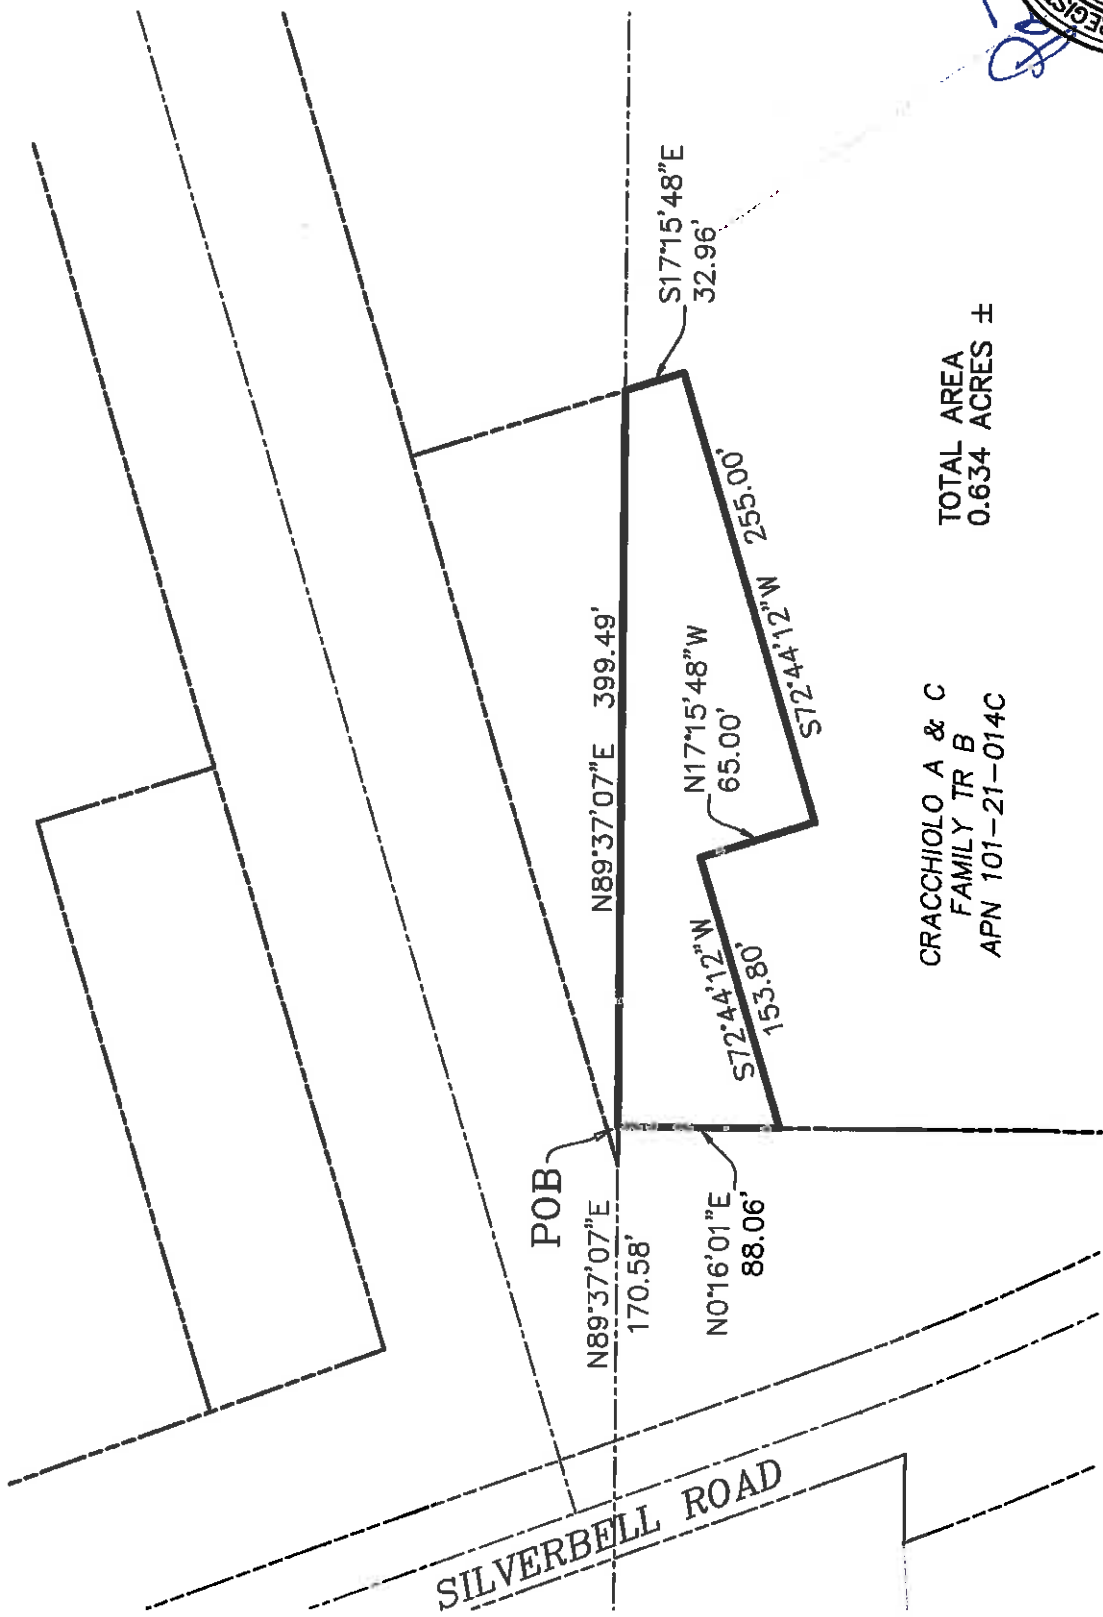 POB
N89°37'07"E
170.58'
N0°16'01"E
88.06'
N89°37'07"E 399.49'
S17°15'48"E
32.96'
S72°44'12"W 255.00'
N17°15'48"W
65.00'
S72°44'12"W
153.80'
SILVERBELL ROAD
CRACCHIOLO A & C
FAMILY TR B
APN 101-21-014C
TOTAL AREA
0.634 ACRES ±